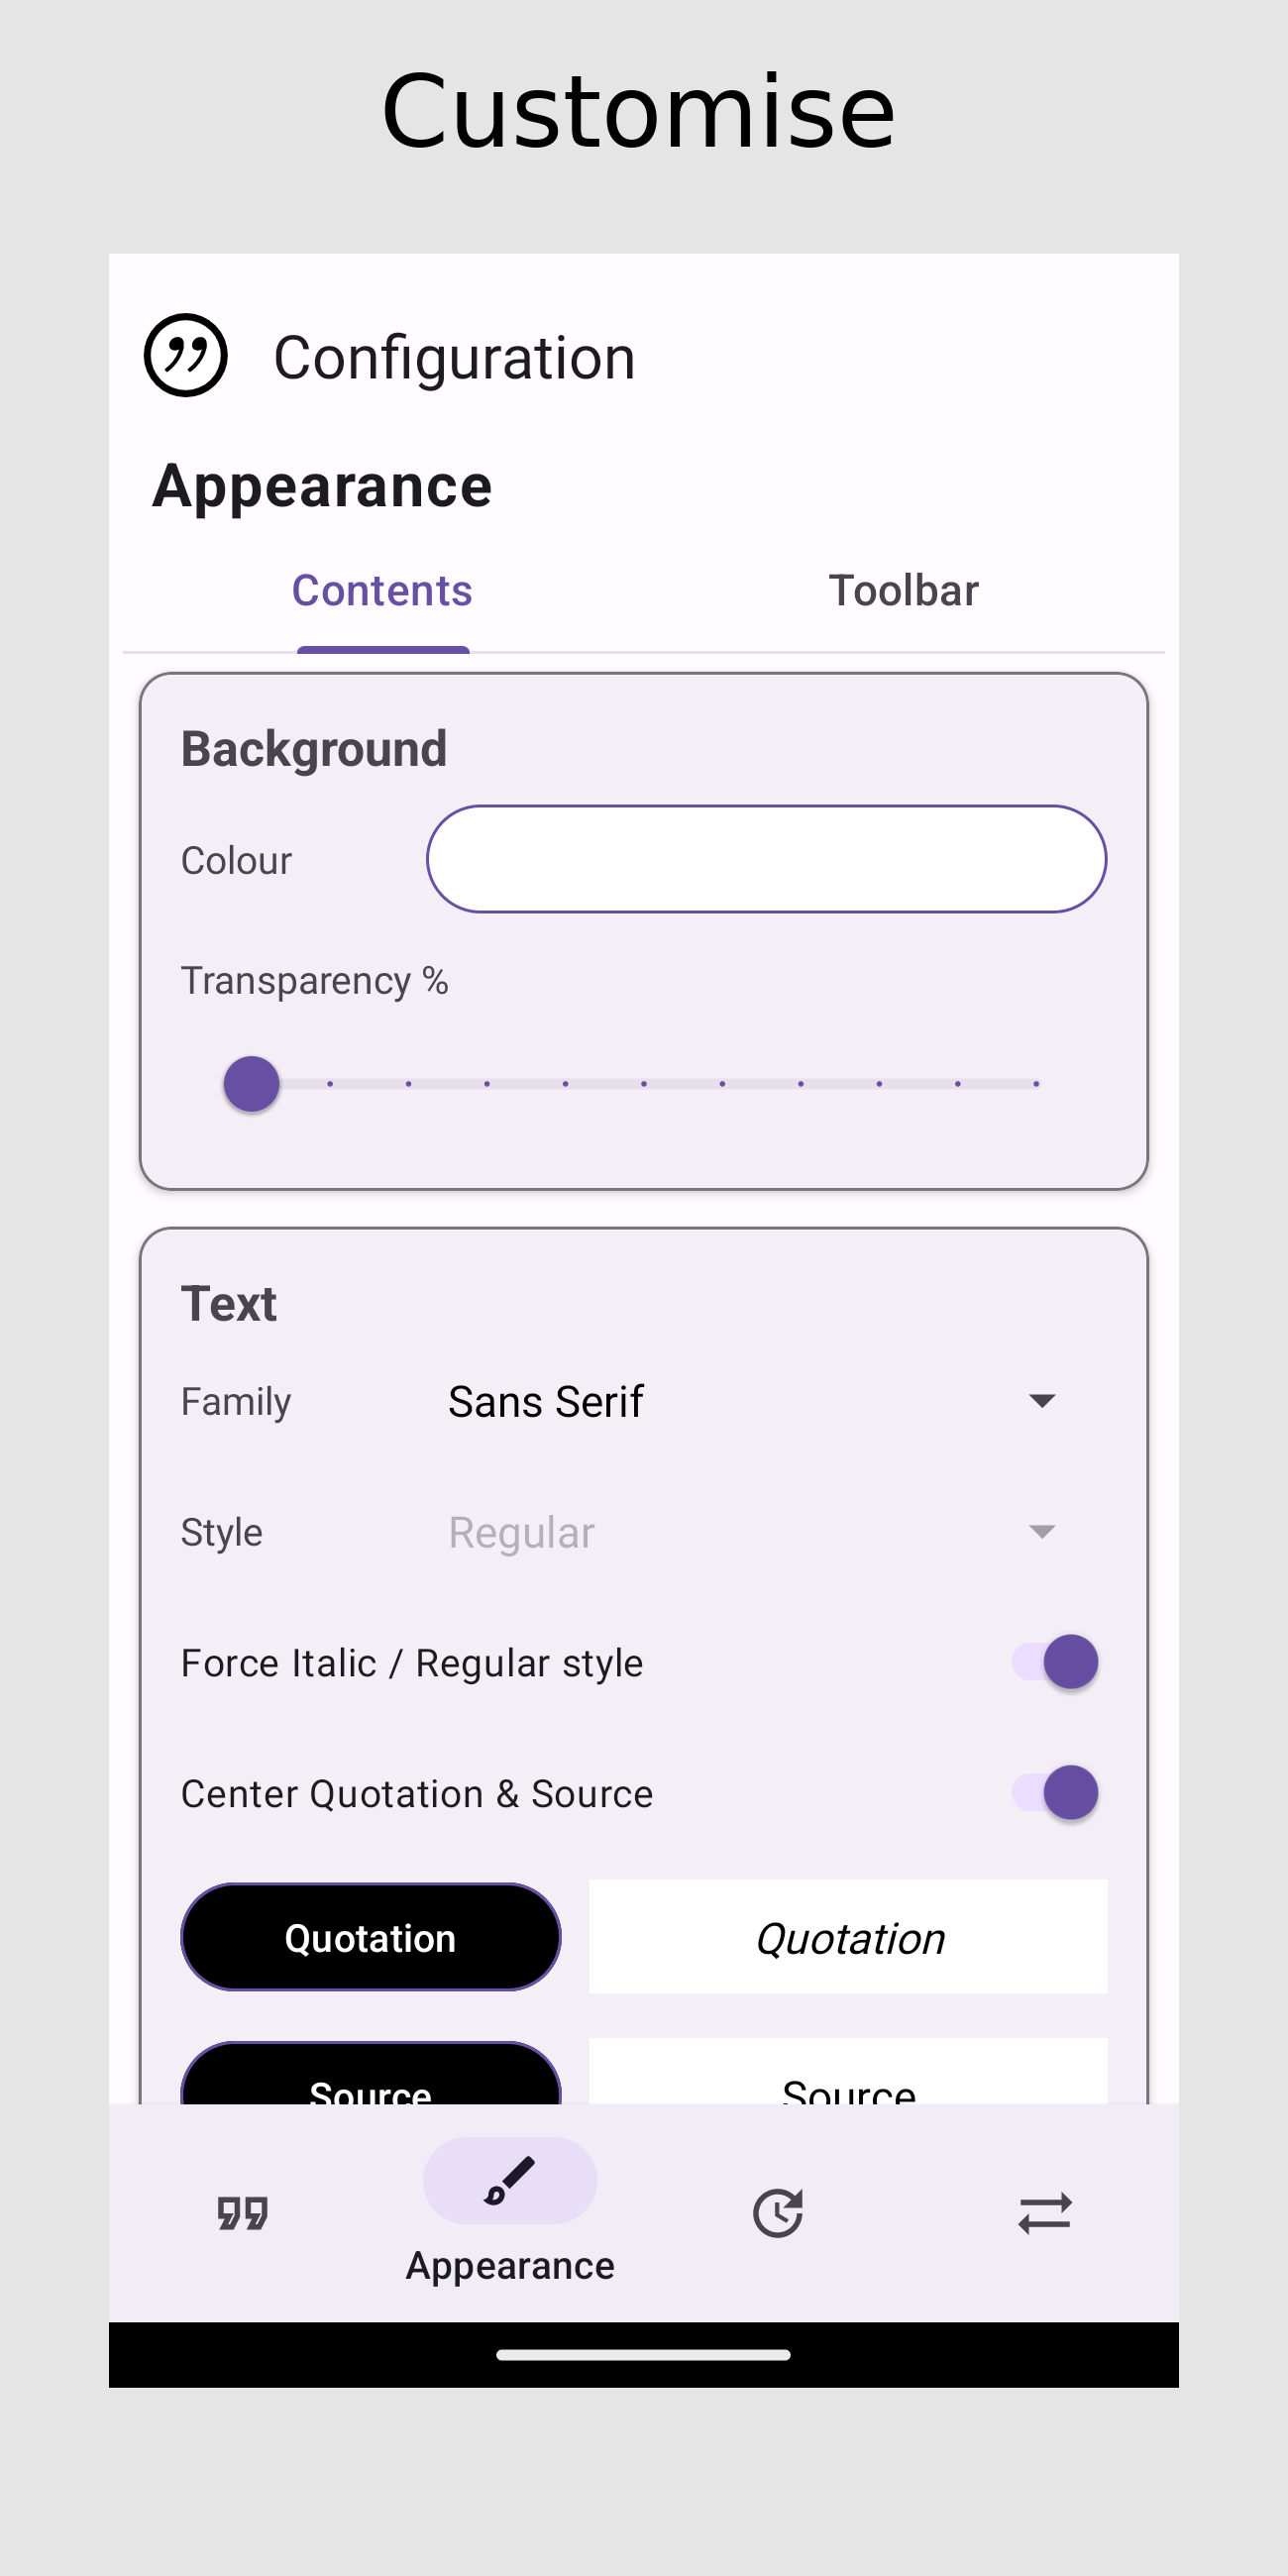 Customise
Configuration
Appearance
Contents Toolbar
Background
Colour
Transparency %
Text
Family Sans Serif
Style Regular
Force Italic / Regular style
Center Quotation & Source
Quotation Quotation
Source Source
Appearance